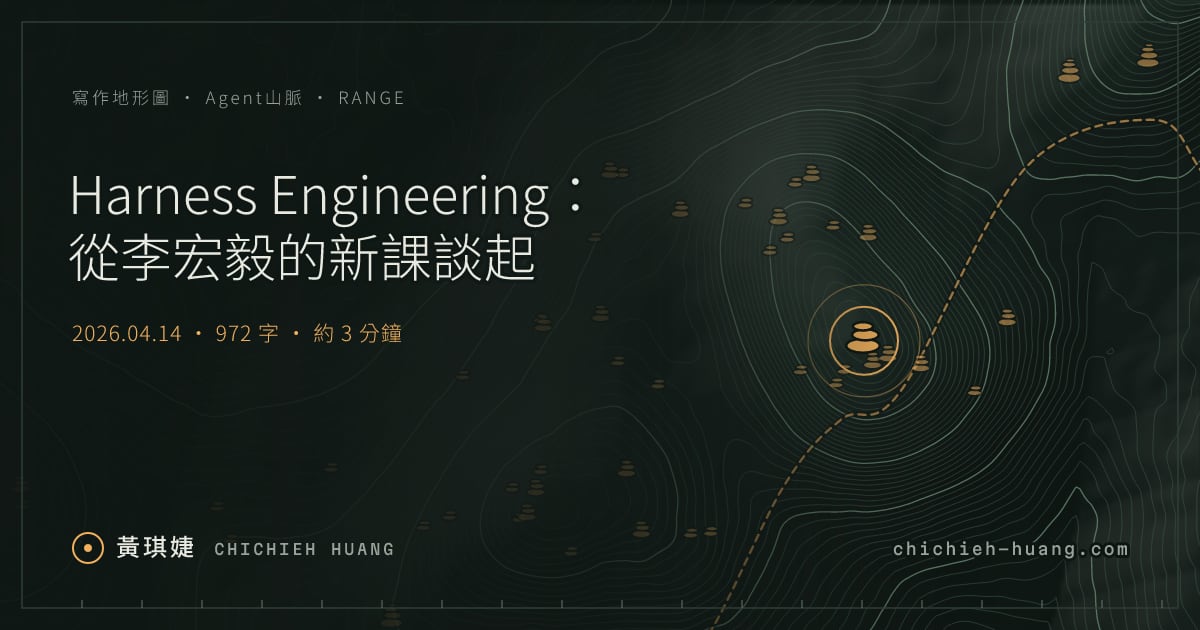 寫作地形圖 · Agent山脈 · RANGE
Harness Engineering：
從李宏毅的新課談起
2026.04.14 · 972 字 · 約 3 分鐘
黃琪婕 CHICHIEH HUANG
chichieh-huang.com